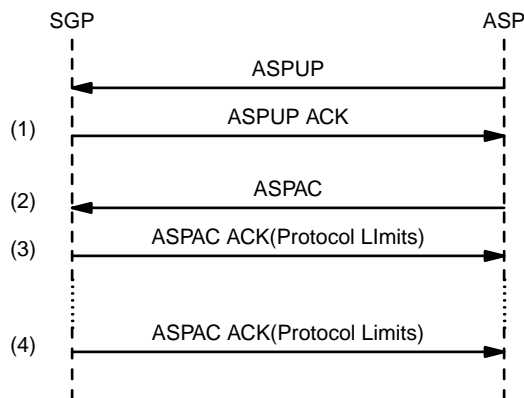 SGP ASP
ASPUP
(1) ASPUP ACK
(2) ASPAC
(3) ASPAC ACK(Protocol LImits)
(4) ASPAC ACK(Protocol Limits)